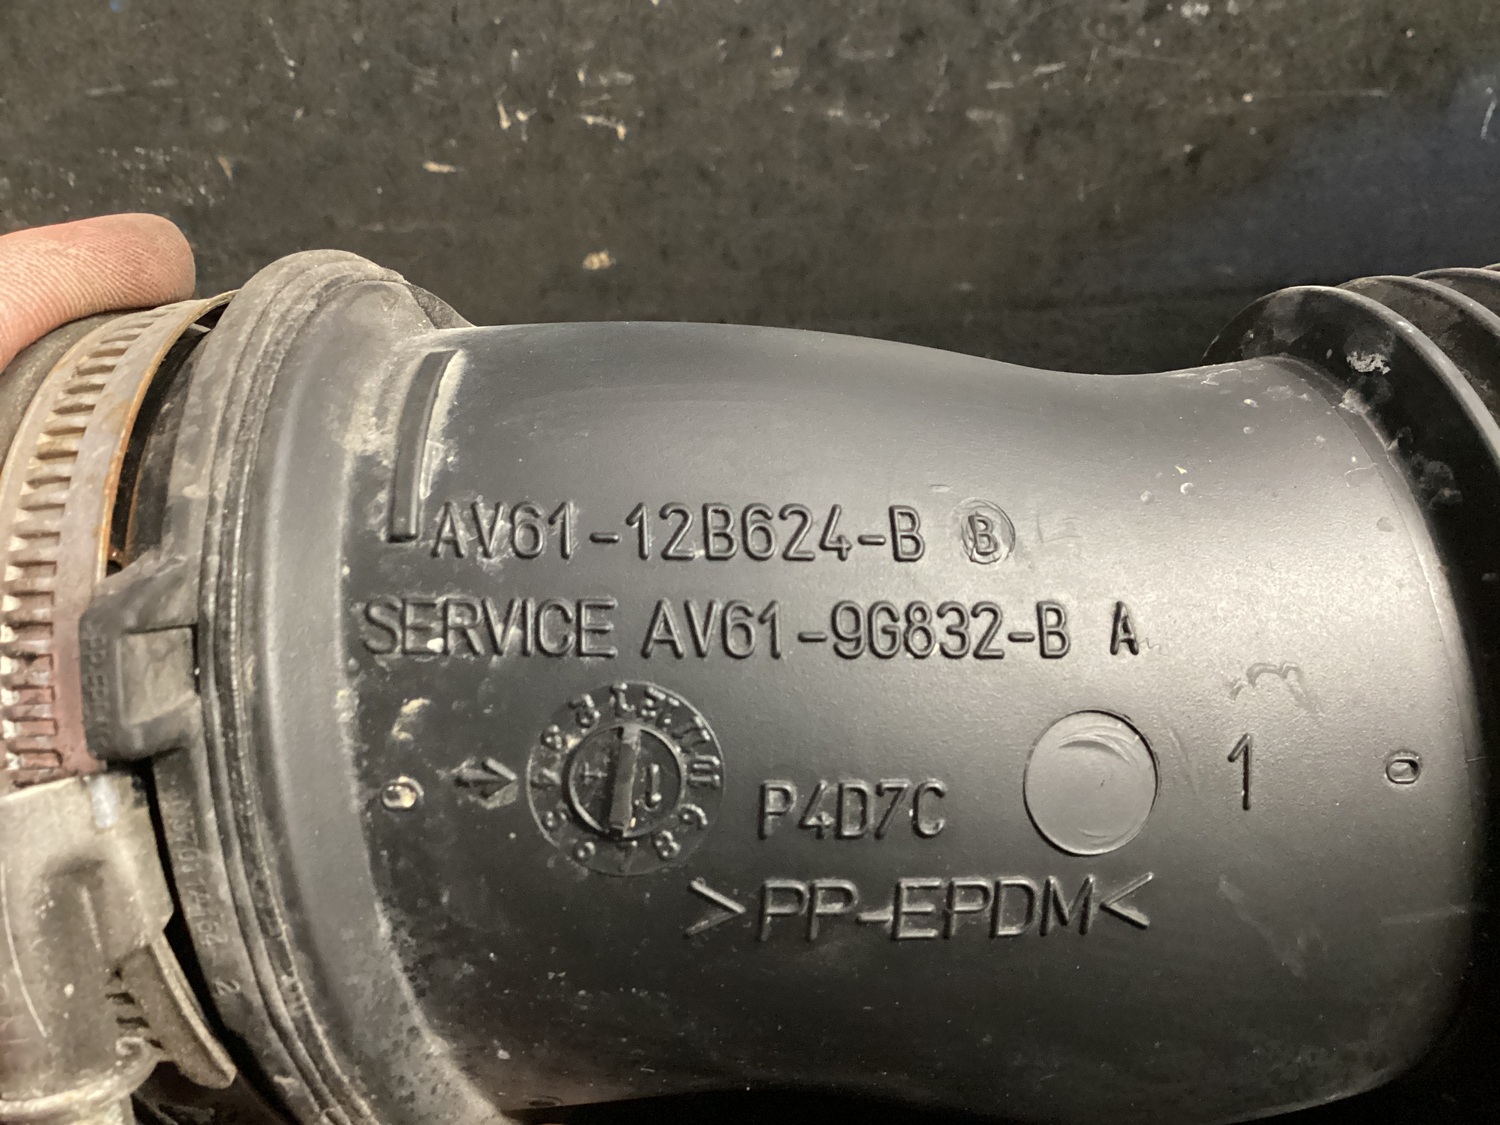 AV61-12B624-B B
SERVICE AV61-9G832-B A
P4D7C
1
>PP-EPDM<